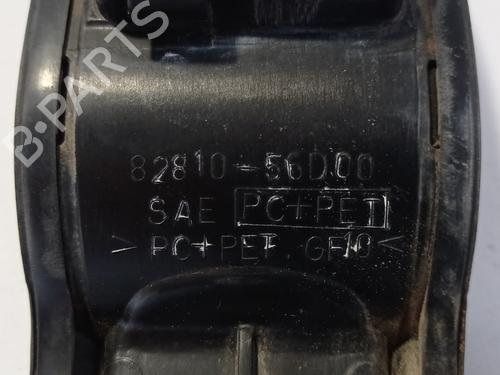 B-PARTS
82810-56D00
SAE PC+PET
>PC+PET GF10<